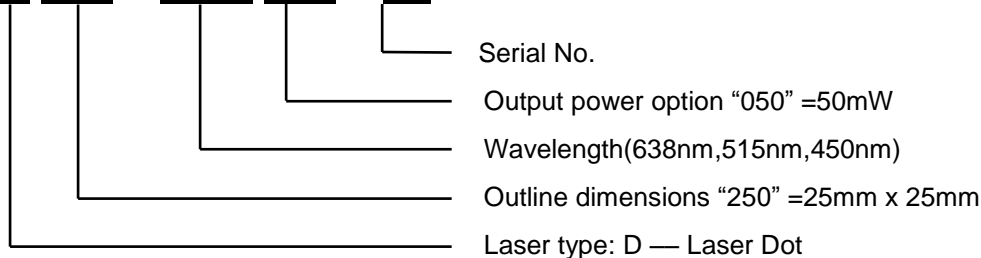 Serial No.
Output power option “050” =50mW
Wavelength(638nm,515nm,450nm)
Outline dimensions “250” =25mm x 25mm
Laser type: D — Laser Dot